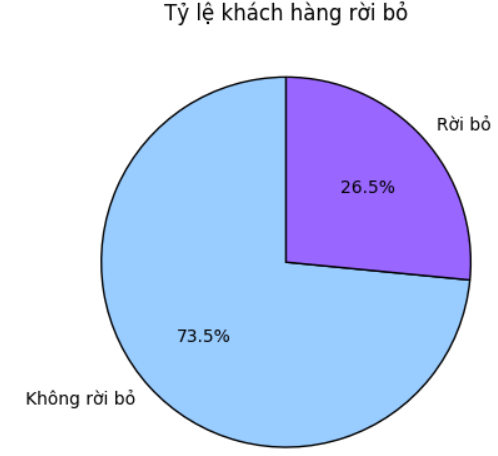 Tỷ lệ khách hàng rời bỏ
Rời bỏ
26.5%
73.5%
Không rời bỏ